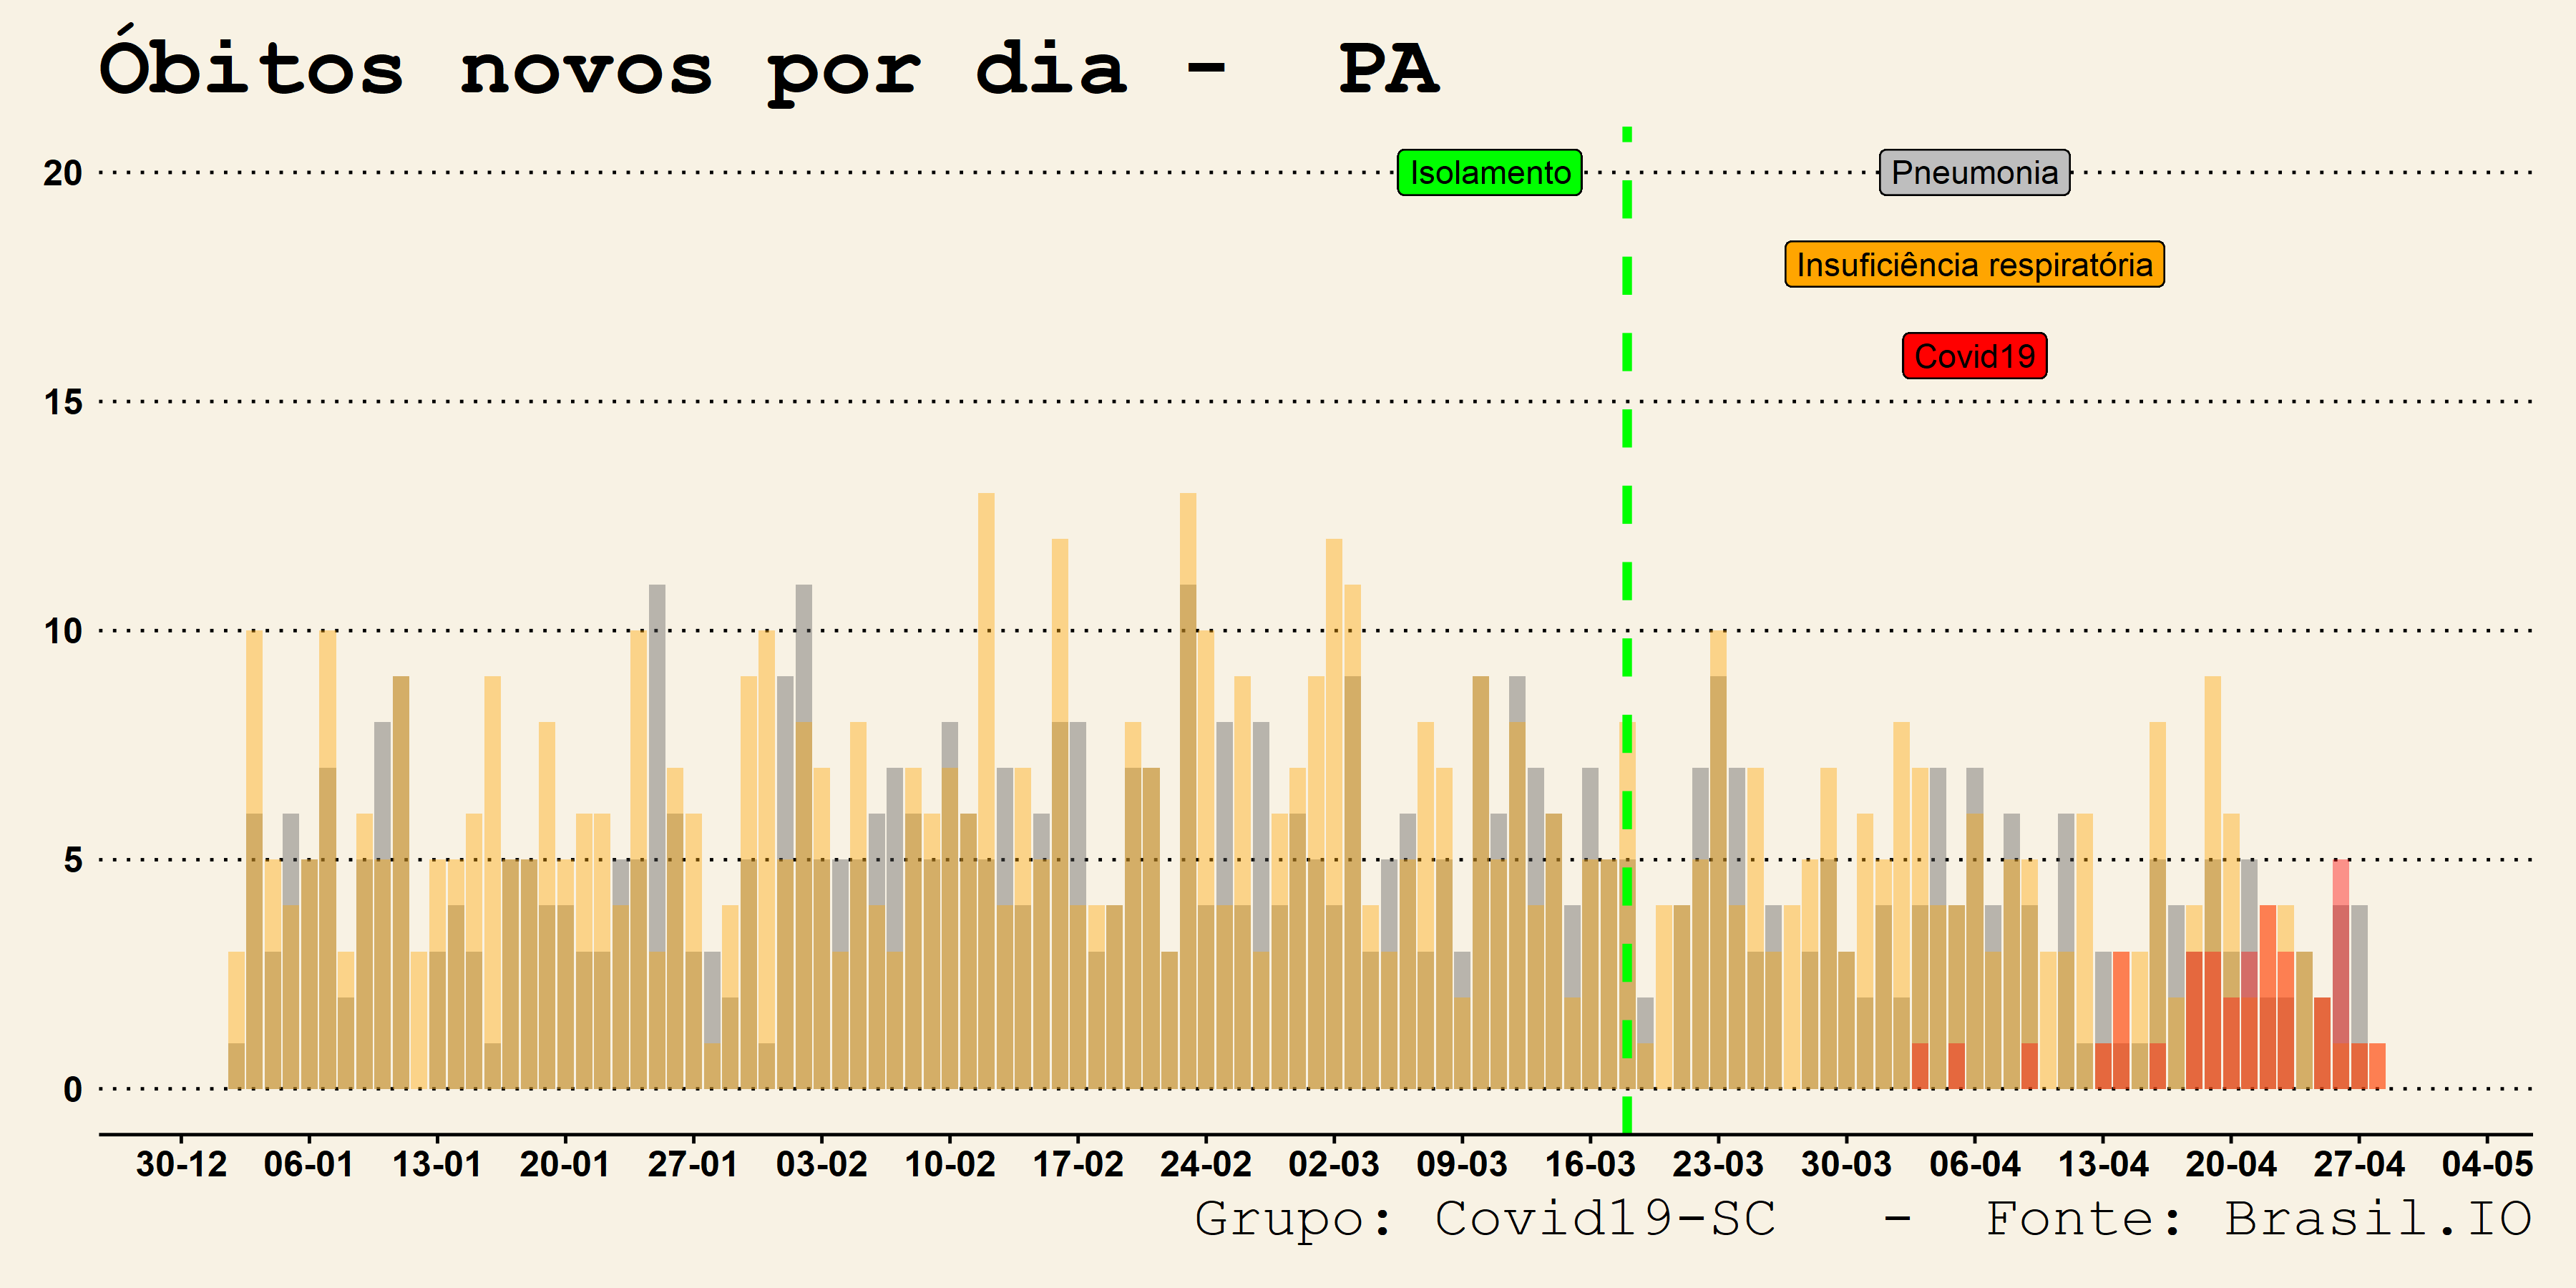 Óbitos novos por dia - PA
20
Isolamento
Pneumonia
Insuficiência respiratória
Covid19
15
10
5
0
30-12 06-01 13-01 20-01 27-01 03-02 10-02 17-02 24-02 02-03 09-03 16-03 23-03 30-03 06-04 13-04 20-04 27-04 04-05
Grupo: Covid19-SC - Fonte: Brasil.IO